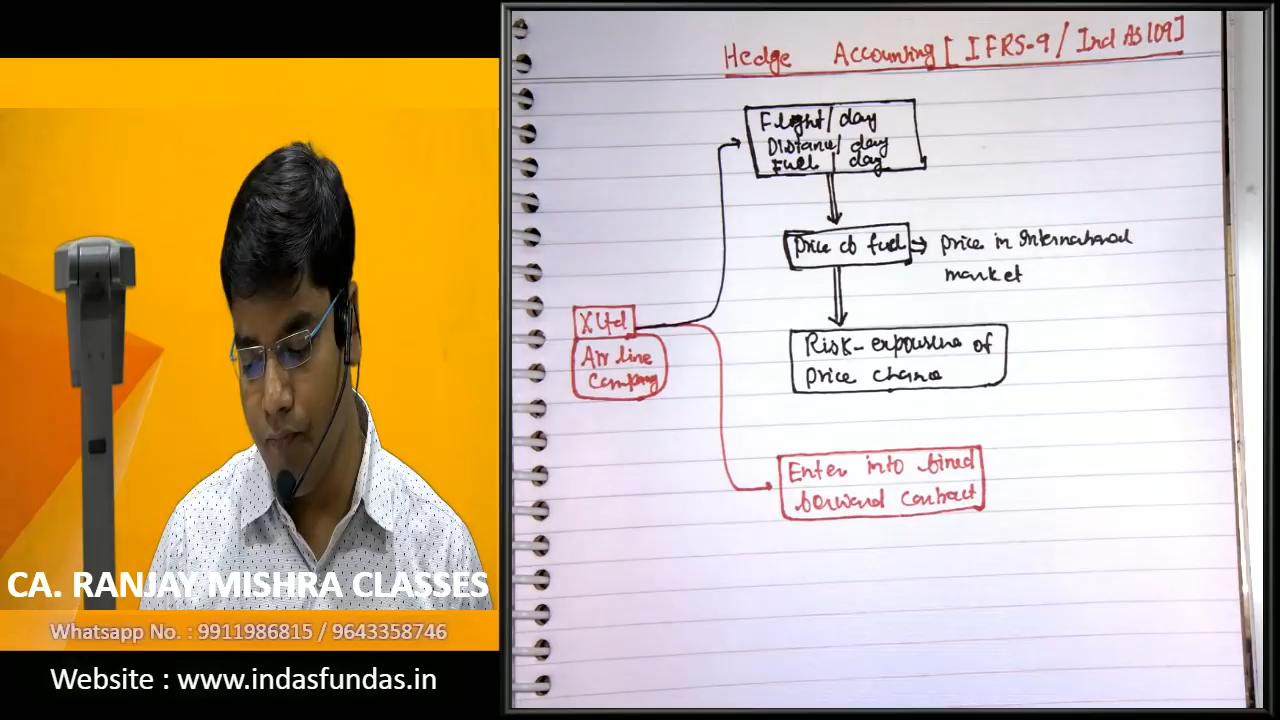 Hedge Accounting [IFRS-9 / Ind AS 109]
Flight / day
Distance / day
Fuel / day
Price of fuel → price in international
market
Risk-exposure of
price change
X Ltd
Air line
Company
Enter into fixed
forward contract
CA. RANJAY MISHRA CLASSES
Whatsapp No. : 9911986815 / 9643358746
Website : www.indasfundas.in